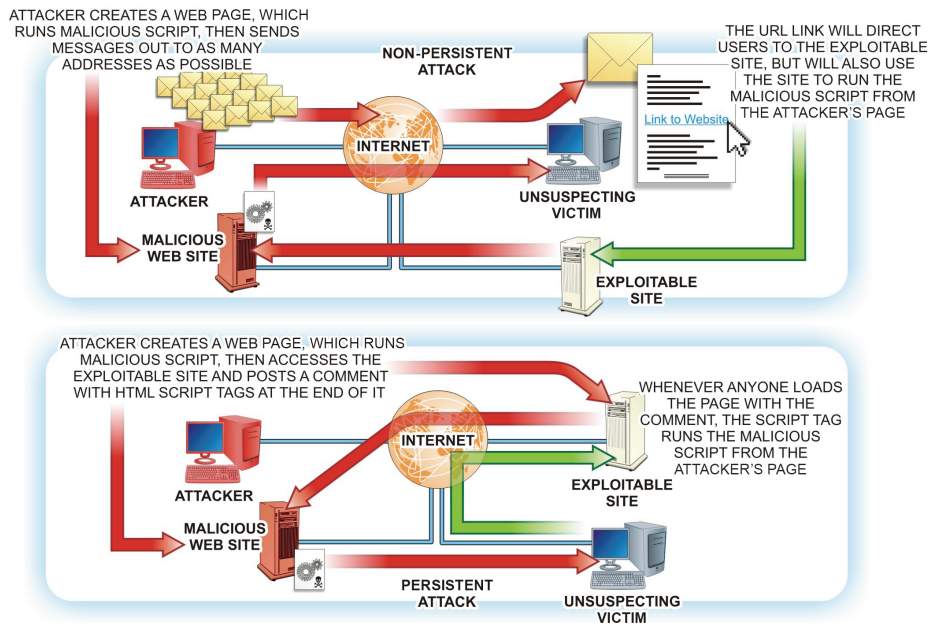 ATTACKER CREATES A WEB PAGE, WHICH
RUNS MALICIOUS SCRIPT, THEN SENDS
MESSAGES OUT TO AS MANY
ADDRESSES AS POSSIBLE
NON-PERSISTENT
ATTACK
THE URL LINK WILL DIRECT
USERS TO THE EXPLOITABLE
SITE, BUT WILL ALSO USE
THE SITE TO RUN THE
MALICIOUS SCRIPT FROM
THE ATTACKER'S PAGE
Link to Website
INTERNET
ATTACKER
UNSUSPECTING
VICTIM
MALICIOUS
WEB SITE
EXPLOITABLE
SITE
ATTACKER CREATES A WEB PAGE, WHICH RUNS
MALICIOUS SCRIPT, THEN ACCESSES THE
EXPLOITABLE SITE AND POSTS A COMMENT
WITH HTML SCRIPT TAGS AT THE END OF IT
WHENEVER ANYONE LOADS
THE PAGE WITH THE
COMMENT, THE SCRIPT TAG
RUNS THE MALICIOUS
SCRIPT FROM THE
ATTACKER'S PAGE
INTERNET
ATTACKER
EXPLOITABLE
SITE
MALICIOUS
WEB SITE
PERSISTENT
ATTACK
UNSUSPECTING
VICTIM